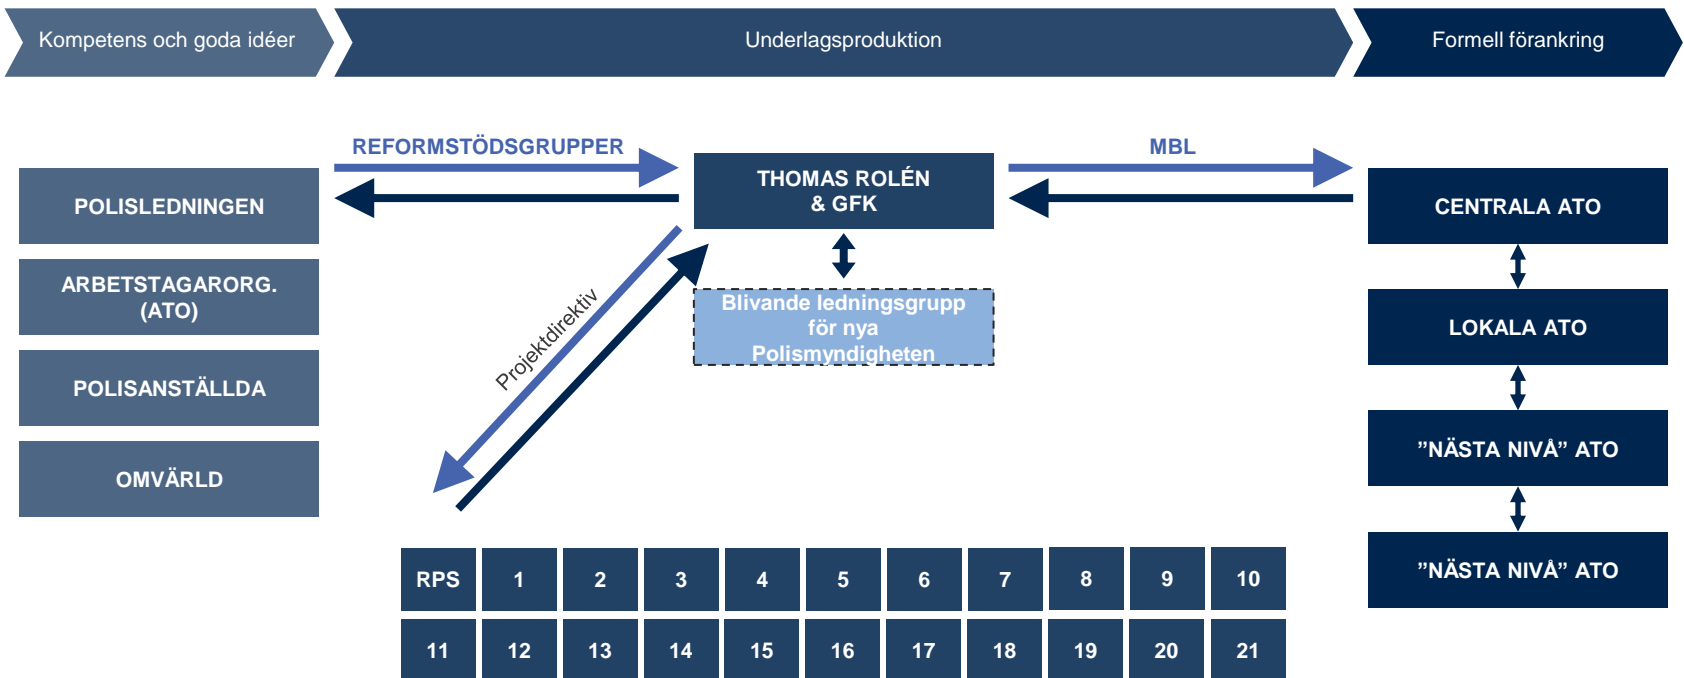 Kompetens och goda idéer
Underlagsproduktion
Formell förankring
REFORMSTÖDSGRUPPER
MBL
POLISLEDNINGEN
ARBETSTAGARORG.
(ATO)
POLISANSTÄLLDA
OMVÄRLD
THOMAS ROLÉN
& GFK
Blivande ledningsgrupp
för nya
Polismyndigheten
Projektdirektiv
CENTRALA ATO
LOKALA ATO
”NÄSTA NIVÅ” ATO
”NÄSTA NIVÅ” ATO
RPS 1 2 3 4 5 6 7 8 9 10
11 12 13 14 15 16 17 18 19 20 21